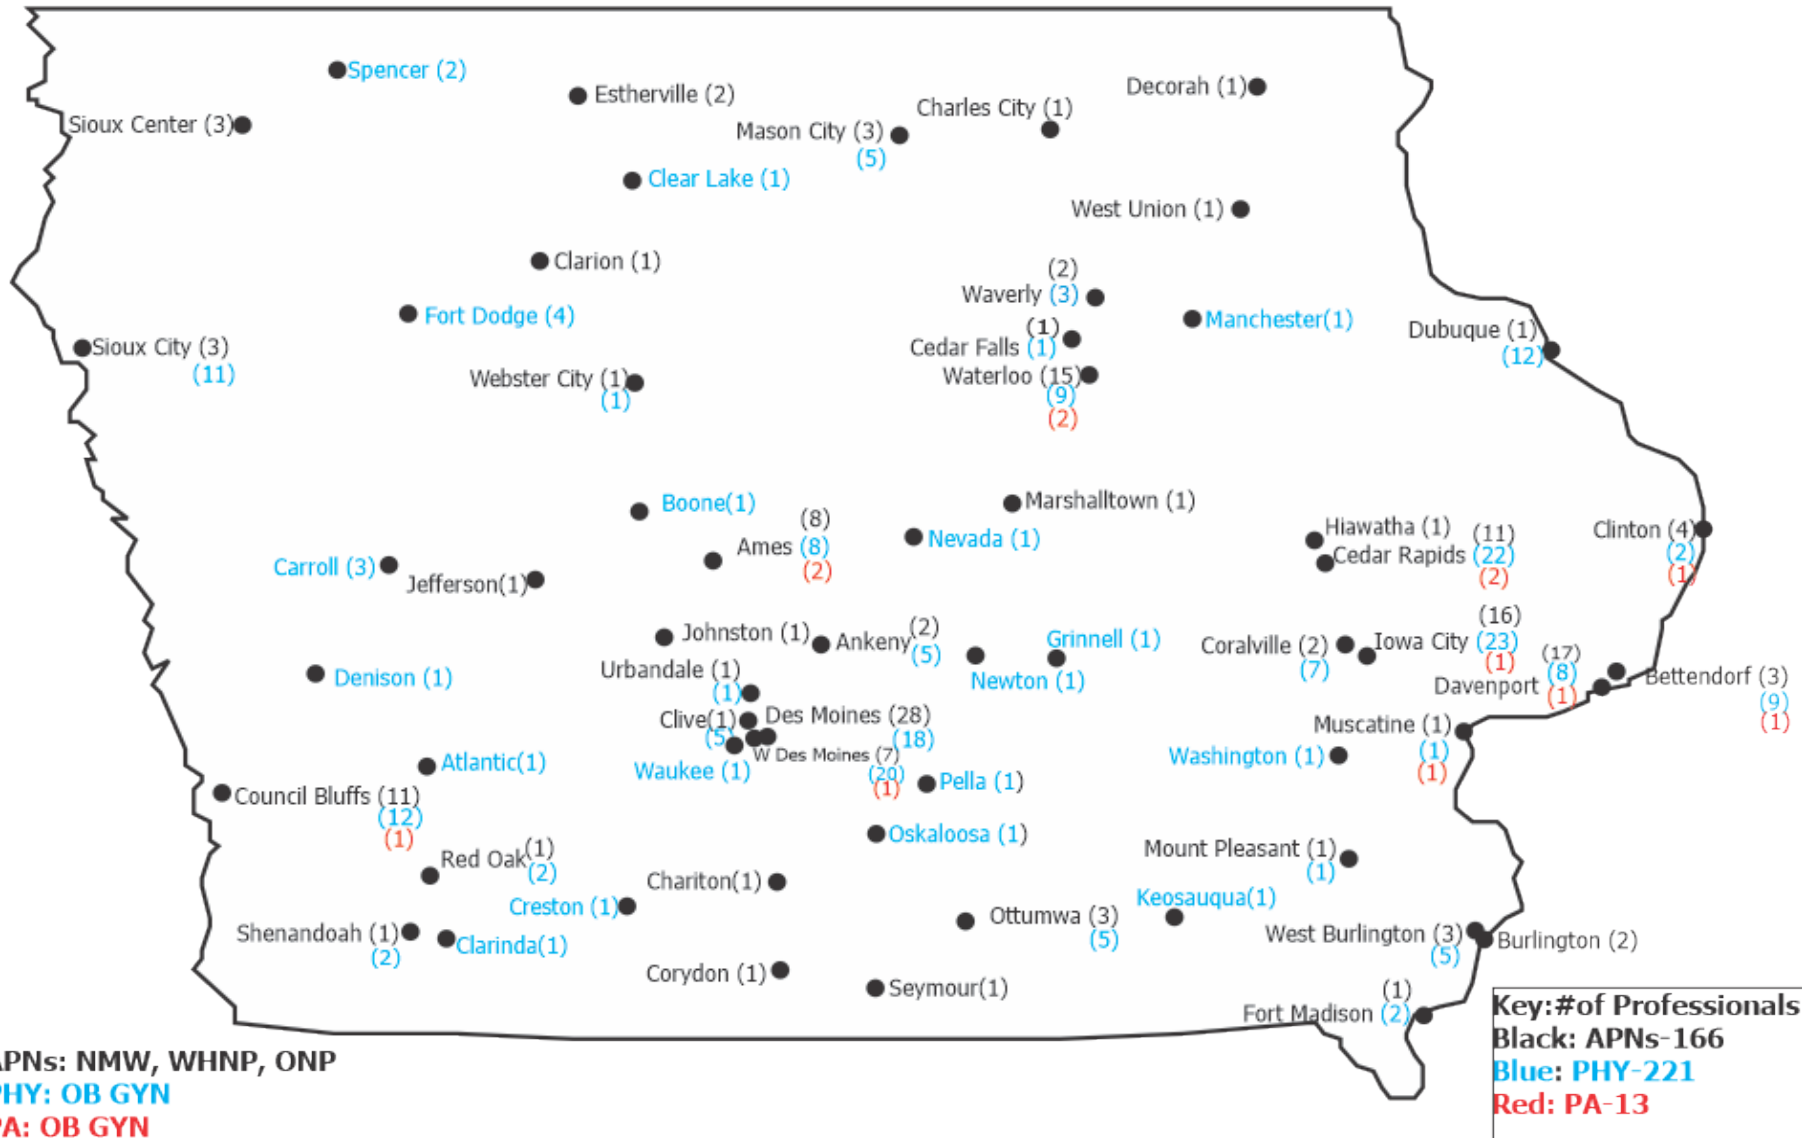 Spencer (2)
Estherville (2)
Decorah (1)
Charles City (1)
Sioux Center (3)
Mason City (3)
(5)
Clear Lake (1)
West Union (1)
Clarion (1)
(2)
Waverly (3)
Fort Dodge (4)
Manchester(1)
(1)
Cedar Falls (1)
Dubuque (1)
(12)
Sioux City (3)
(11)
Webster City (1)
(1)
Waterloo (15)
(9)
(2)
Boone(1)
Marshalltown (1)
(8)
Ames (8)
(2)
Nevada (1)
Hiawatha (1)
(11)
Cedar Rapids (22)
(2)
Clinton (4)
(2)
(1)
Carroll (3)
Jefferson(1)
Johnston (1)
(2)
Ankeny
(5)
Grinnell (1)
Newton (1)
Coralville (2)
(7)
(16)
Iowa City (23)
(1)
(17)
(8)
Davenport (1)
Bettendorf (3)
(9)
(1)
Denison (1)
Urbandale (1)
(1)
Clive(1)
(5)
Des Moines (28)
(18)
W Des Moines (7)
(20)
(1)
Waukee (1)
Muscatine (1)
(1)
(1)
Washington (1)
Atlantic(1)
Pella (1)
Council Bluffs (11)
(12)
(1)
Oskaloosa (1)
(1)
Red Oak
(2)
Mount Pleasant (1)
(1)
Chariton(1)
Creston (1)
Keosauqua(1)
Ottumwa (3)
(5)
Shenandoah (1)
(2)
Clarinda(1)
West Burlington (3)
(5)
Burlington (2)
Corydon (1)
Seymour(1)
(1)
Fort Madison (2)
Key:#of Professionals
Black: APNs-166
Blue: PHY-221
Red: PA-13
APNs: NMW, WHNP, ONP
PHY: OB GYN
PA: OB GYN